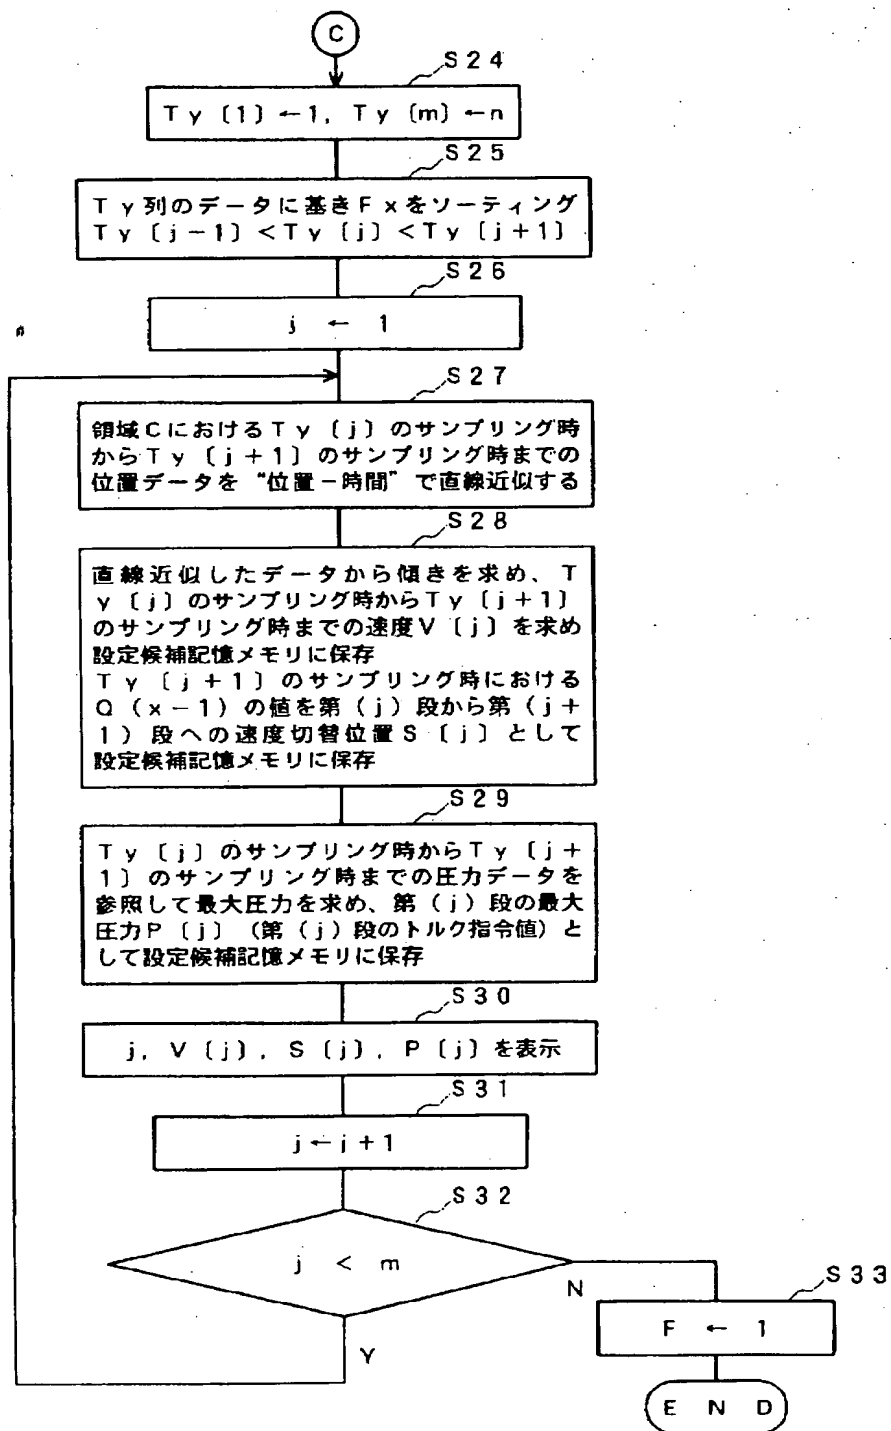 C
S24
Ty〔1〕←1, Ty〔m〕←n
S25
Ty列のデータに基きFxをソーティング
Ty〔j-1〕<Ty〔j〕<Ty〔j+1〕
S26
j ← 1
S27
領域CにおけるTy〔j〕のサンプリング時
からTy〔j+1〕のサンプリング時までの
位置データを“位置-時間”で直線近似する
S28
直線近似したデータから傾きを求め、T
y〔j〕のサンプリング時からTy〔j+1〕
のサンプリング時までの速度V〔j〕を求め
設定候補記憶メモリに保存
Ty〔j+1〕のサンプリング時における
Q(x-1)の値を第(j)段から第(j+
1)段への速度切替位置S〔j〕として
設定候補記憶メモリに保存
S29
Ty〔j〕のサンプリング時からTy〔j+
1〕のサンプリング時までの圧力データを
参照して最大圧力を求め、第(j)段の最大
圧力P〔j〕(第(j)段のトルク指令値)と
して設定候補記憶メモリに保存
S30
j, V〔j〕, S〔j〕, P〔j〕を表示
S31
j←j+1
S32
j < m
N
S33
F ← 1
Y
END